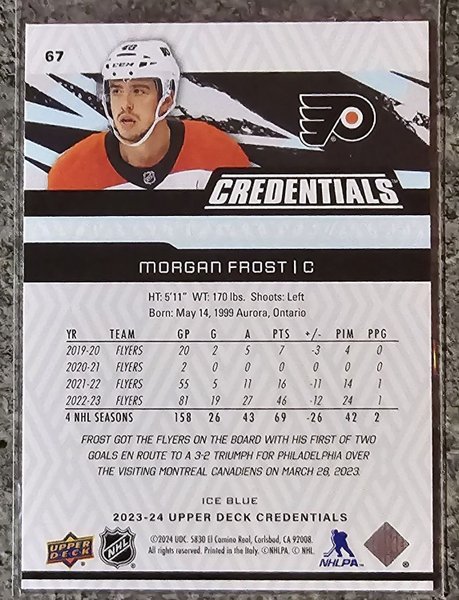 67
48
CCM
CREDENTIALS™
MORGAN FROST | C
HT: 5'11" WT: 170 lbs. Shoots: Left
Born: May 14, 1999 Aurora, Ontario
YR TEAM GP G A PTS +/- PIM PPG
2019-20 FLYERS 20 2 5 7 -3 4 0
2020-21 FLYERS 2 0 0 0 0 0 0
2021-22 FLYERS 55 5 11 16 -11 14 1
2022-23 FLYERS 81 19 27 46 -12 24 1
4 NHL SEASONS 158 26 43 69 -26 42 2
FROST GOT THE FLYERS ON THE BOARD WITH HIS FIRST OF TWO
GOALS EN ROUTE TO A 3-2 TRIUMPH FOR PHILADELPHIA OVER
THE VISITING MONTREAL CANADIENS ON MARCH 28, 2023.
ICE BLUE
2023-24 UPPER DECK CREDENTIALS
UPPER DECK
NHL
©2024 UDC. 5830 El Camino Real, Carlsbad, CA 92008.
All rights reserved. Printed in the Italy. ©NHLPA. © NHL.
NHLPA